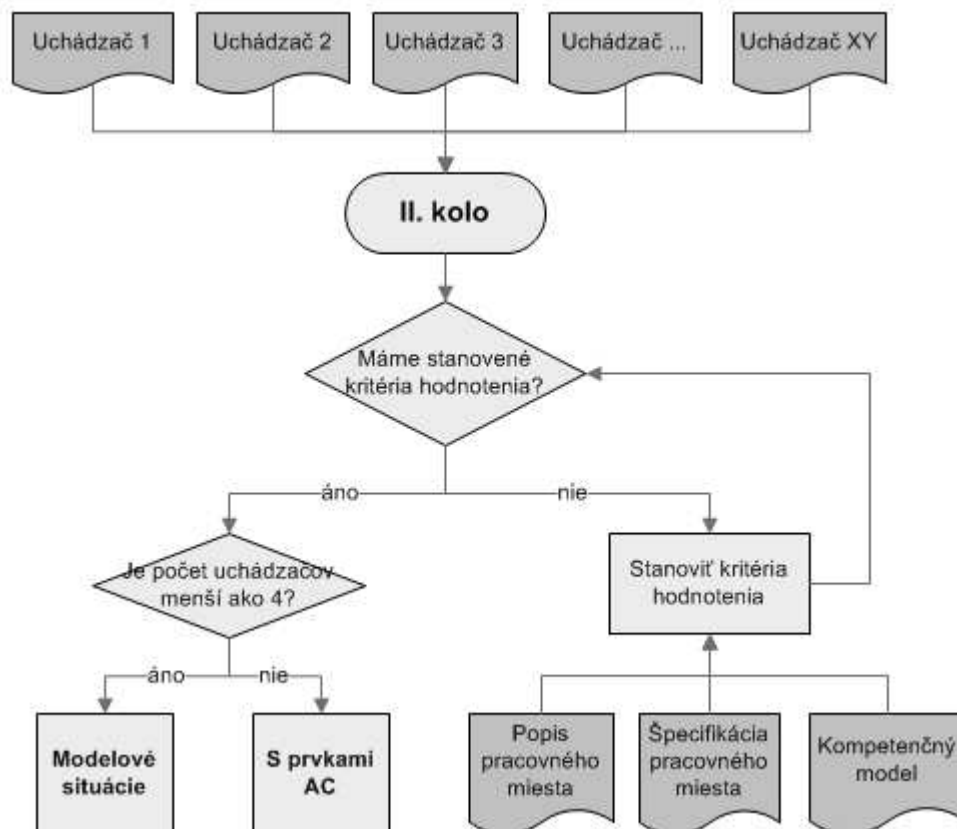 Uchádzač 1
Uchádzač 2
Uchádzač 3
Uchádzač ...
Uchádzač XY
II. kolo
Máme stanovené
kritéria hodnotenia?
áno
nie
Je počet uchádzačov
menší ako 4?
Stanoviť kritéria
hodnotenia
áno
nie
Modelové
situácie
S prvkami
AC
Popis
pracovného
miesta
Špecifikácia
pracovného
miesta
Kompetenčný
model